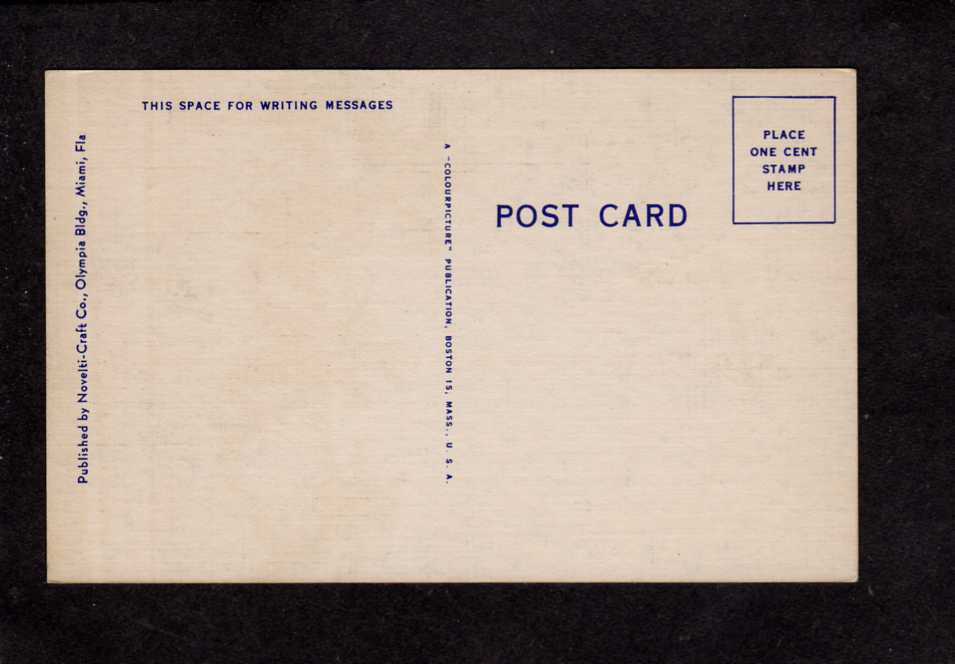 THIS SPACE FOR WRITING MESSAGES
Published by Novelti-Craft Co., Olympia Bldg., Miami, Fla
A "COLOURPICTURE" PUBLICATION, BOSTON 15, MASS., U. S. A.
POST CARD
PLACE
ONE CENT
STAMP
HERE